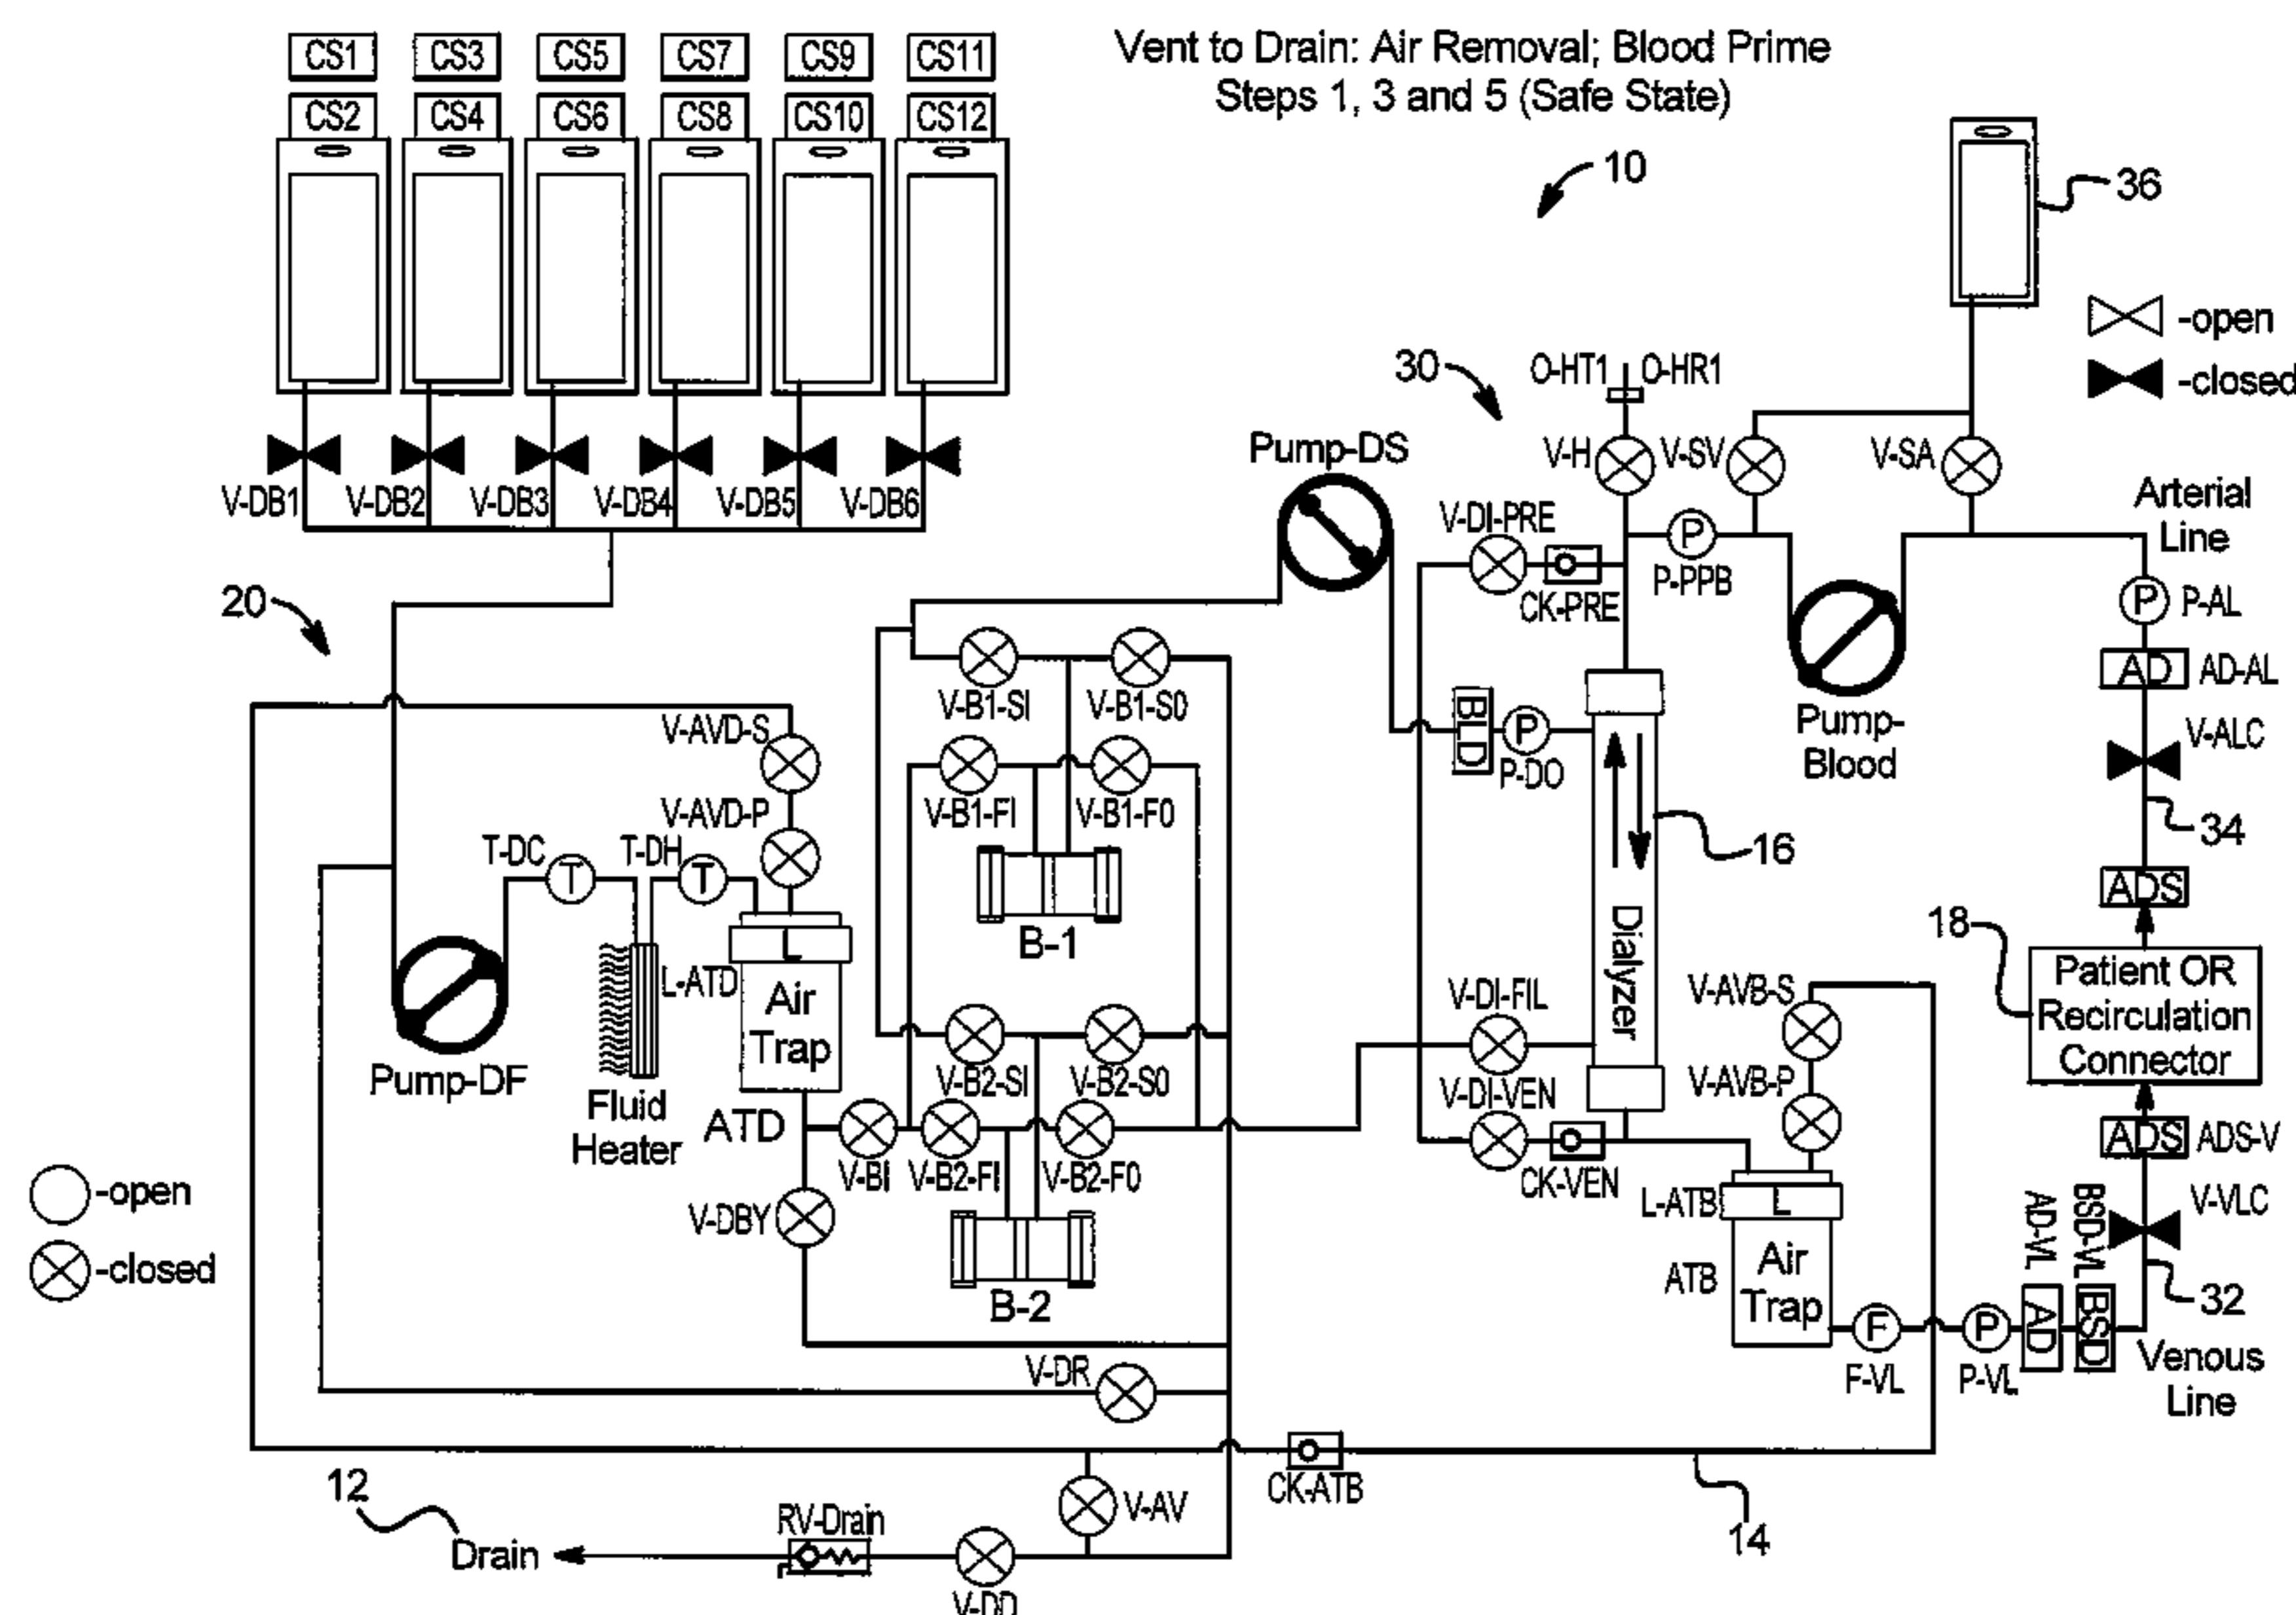 Vent to Drain: Air Removal; Blood Prime
Steps 1, 3 and 5 (Safe State)
CS1 CS3 CS5 CS7 CS9 CS11
CS2 CS4 CS6 CS8 CS10 CS12
10
36
-open
-closed
30
O-HT1 O-HR1
V-H V-SV V-SA
Pump-DS
V-DB1 V-DB2 V-DB3 V-DB4 V-DB5 V-DB6
V-DI-PRE
Arterial
Line
P
CK-PRE
P-PPB
20
P P-AL
AD AD-AL
V-B1-SI V-B1-S0
V-AVD-S
BLD
P
P-DO
Pump-
Blood
V-ALC
V-AVD-P
V-B1-FI V-B1-F0
34
16
T-DC T-DH
T T
ADS
Dialyzer
L
L-ATD
Air
Trap
B-1
18
Patient OR
Recirculation
Connector
V-DI-FIL
V-AVB-S
Pump-DF
Fluid
Heater
V-B2-SI V-B2-S0
V-DI-VEN
V-AVB-P
ATD
V-BI V-B2-FI V-B2-F0
ADS ADS-V
CK-VEN
-open
-closed
V-DBY
L-ATB
L
AD-VL
BSD-VL
V-VLC
ATB
Air
Trap
B-2
32
F P AD BSD
F-VL P-VL
Venous
Line
V-DR
CK-ATB
12
V-AV
14
RV-Drain
Drain
V-DD